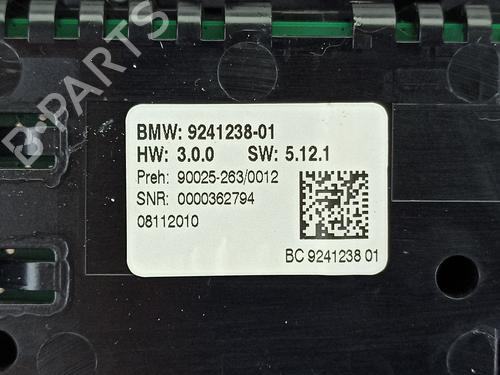 B-PARTS
BMW: 9241238-01
HW: 3.0.0 SW: 5.12.1
Preh: 90025-263/0012
SNR: 0000362794
08112010
BC 9241238 01